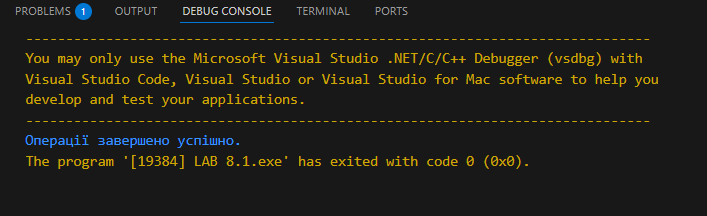 PROBLEMS 1 OUTPUT DEBUG CONSOLE TERMINAL PORTS
-------------------------------------------------------------------------------
You may only use the Microsoft Visual Studio .NET/C/C++ Debugger (vsdbg) with
Visual Studio Code, Visual Studio or Visual Studio for Mac software to help you
develop and test your applications.
-------------------------------------------------------------------------------
Операції завершено успішно.
The program '[19384] LAB 8.1.exe' has exited with code 0 (0x0).